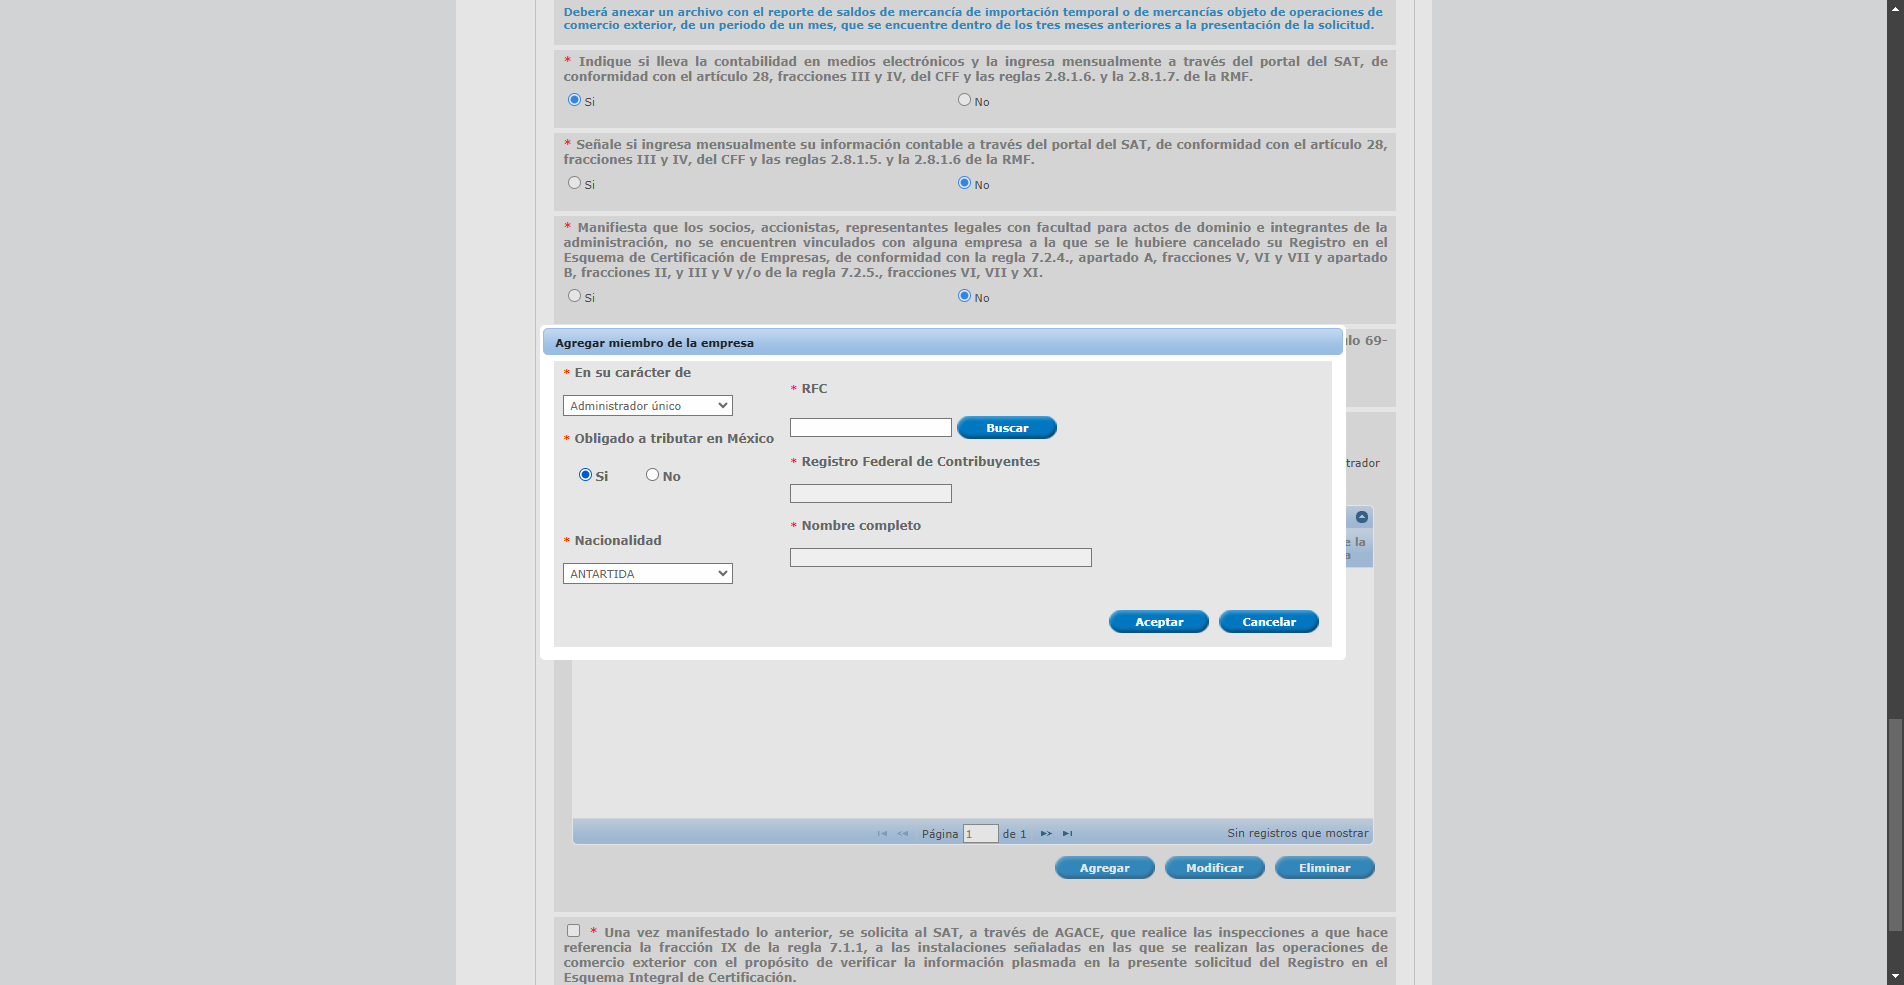 Deberá anexar un archivo con el reporte de saldos de mercancía de importación temporal o de mercancías objeto de operaciones de
comercio exterior, de un periodo de un mes, que se encuentre dentro de los tres meses anteriores a la presentación de la solicitud.
* Indique si lleva la contabilidad en medios electrónicos y la ingresa mensualmente a través del portal del SAT, de
conformidad con el artículo 28, fracciones III y IV, del CFF y las reglas 2.8.1.6. y la 2.8.1.7. de la RMF.
Si No
* Señale si ingresa mensualmente su información contable a través del portal del SAT, de conformidad con el artículo 28,
fracciones III y IV, del CFF y las reglas 2.8.1.5. y la 2.8.1.6 de la RMF.
Si No
* Manifiesta que los socios, accionistas, representantes legales con facultad para actos de dominio e integrantes de la
administración, no se encuentren vinculados con alguna empresa a la que se le hubiere cancelado su Registro en el
Esquema de Certificación de Empresas, de conformidad con la regla 7.2.4., apartado A, fracciones V, VI y VII y apartado
B, fracciones II, y III y V y/o de la regla 7.2.5., fracciones VI, VII y XI.
Si No
lo 69-
Agregar miembro de la empresa
* En su carácter de
* RFC
Administrador único
Buscar
* Obligado a tributar en México
* Registro Federal de Contribuyentes
trador
Si No
* Nombre completo
* Nacionalidad
e la
a
ANTARTIDA
Aceptar Cancelar
Página 1 de 1 Sin registros que mostrar
Agregar Modificar Eliminar
* Una vez manifestado lo anterior, se solicita al SAT, a través de AGACE, que realice las inspecciones a que hace
referencia la fracción IX de la regla 7.1.1, a las instalaciones señaladas en las que se realizan las operaciones de
comercio exterior con el propósito de verificar la información plasmada en la presente solicitud del Registro en el
Esquema Integral de Certificación.